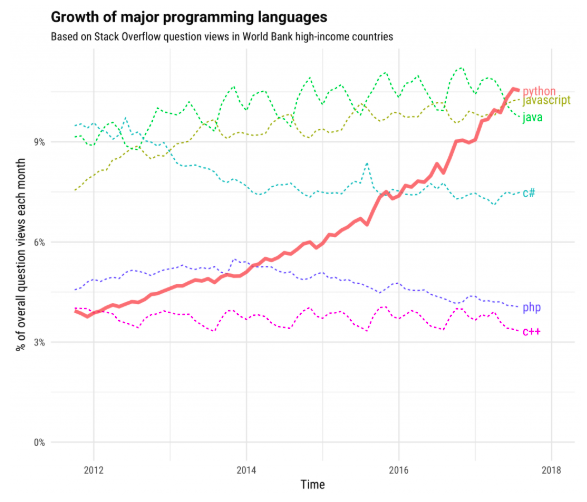 Growth of major programming languages
Based on Stack Overflow question views in World Bank high-income countries
% of overall question views each month
9%
6%
3%
0%
python
javascript
java
c#
php
c++
2012
2014
2016
2018
Time